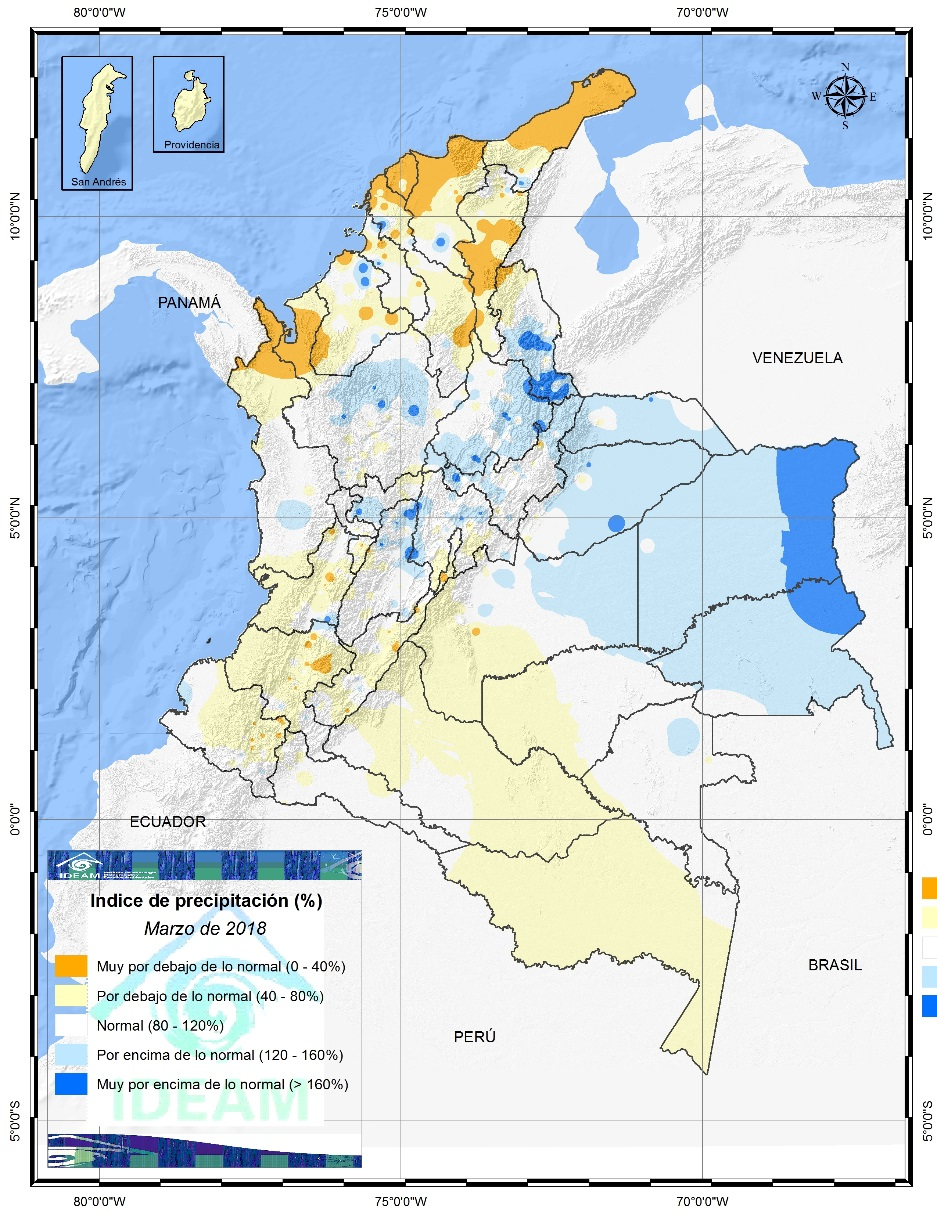 80°0'0"W 75°0'0"W 70°0'0"W
N
W E
S
San Andrés
Providencia
10°0'0"N 10°0'0"N
PANAMÁ
VENEZUELA
5°0'0"N 5°0'0"N
0°0'0" 0°0'0"
ECUADOR
IDEAM
Indice de precipitación (%)
Marzo de 2018
Muy por debajo de lo normal (0 - 40%)
Por debajo de lo normal (40 - 80%)
Normal (80 - 120%)
Por encima de lo normal (120 - 160%)
Muy por encima de lo normal (> 160%)
IDEAM
BRASIL
PERÚ
5°0'0"S 5°0'0"S
80°0'0"W 75°0'0"W 70°0'0"W